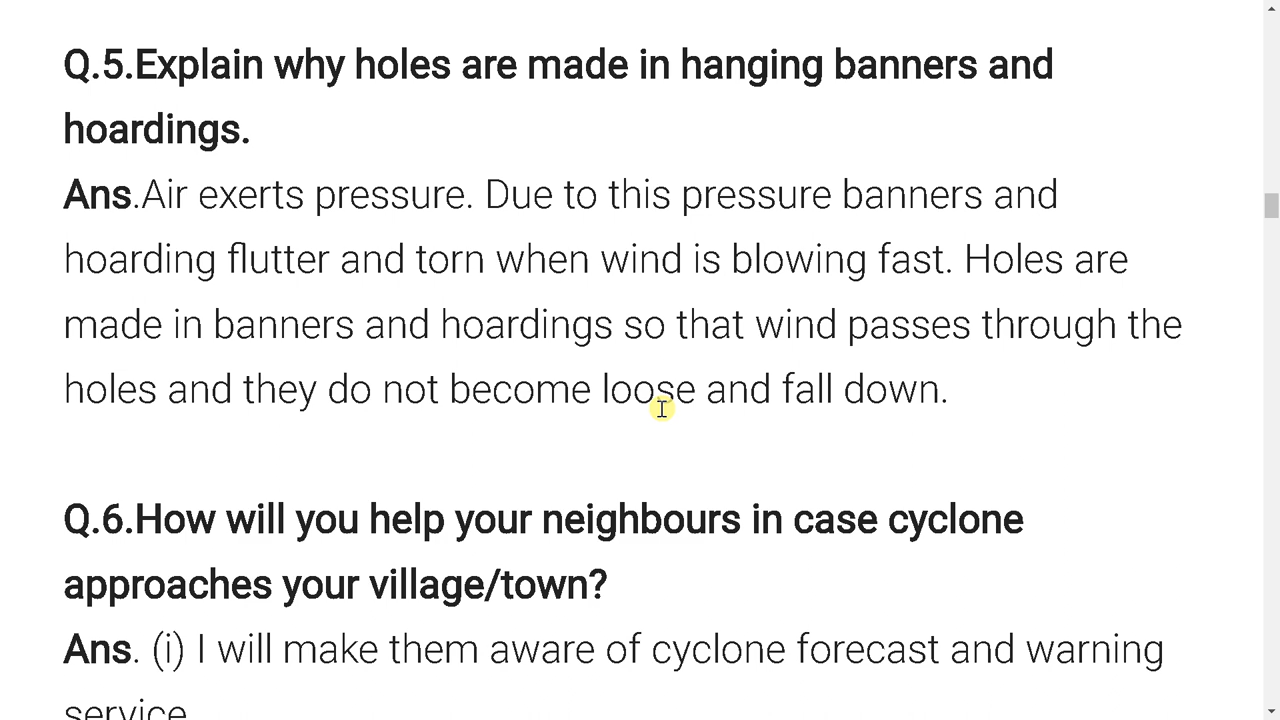 Q.5.Explain why holes are made in hanging banners and
hoardings.
Ans.Air exerts pressure. Due to this pressure banners and
hoarding flutter and torn when wind is blowing fast. Holes are
made in banners and hoardings so that wind passes through the
holes and they do not become loose and fall down.
Q.6.How will you help your neighbours in case cyclone
approaches your village/town?
Ans. (i) I will make them aware of cyclone forecast and warning
service